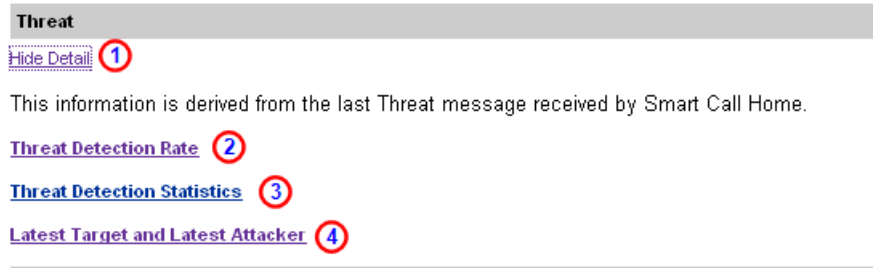 Threat
Hide Detail 1
This information is derived from the last Threat message received by Smart Call Home.
Threat Detection Rate 2
Threat Detection Statistics 3
Latest Target and Latest Attacker 4